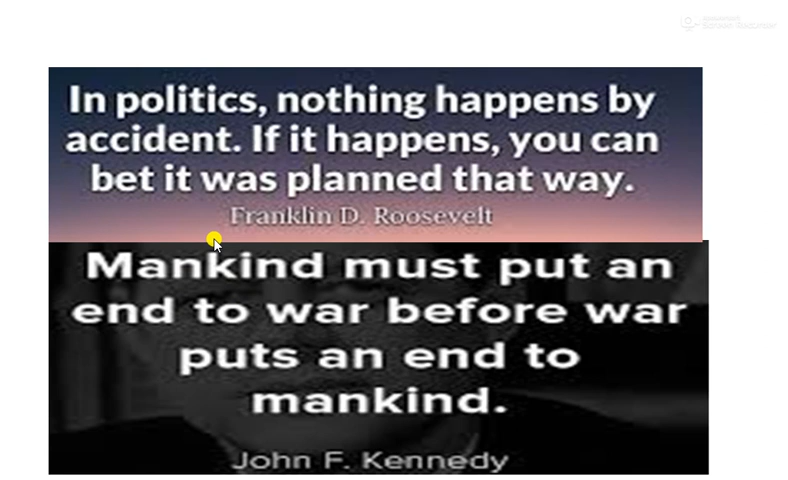 In politics, nothing happens by
accident. If it happens, you can
bet it was planned that way.
Franklin D. Roosevelt
Mankind must put an
end to war before war
puts an end to
mankind.
John F. Kennedy